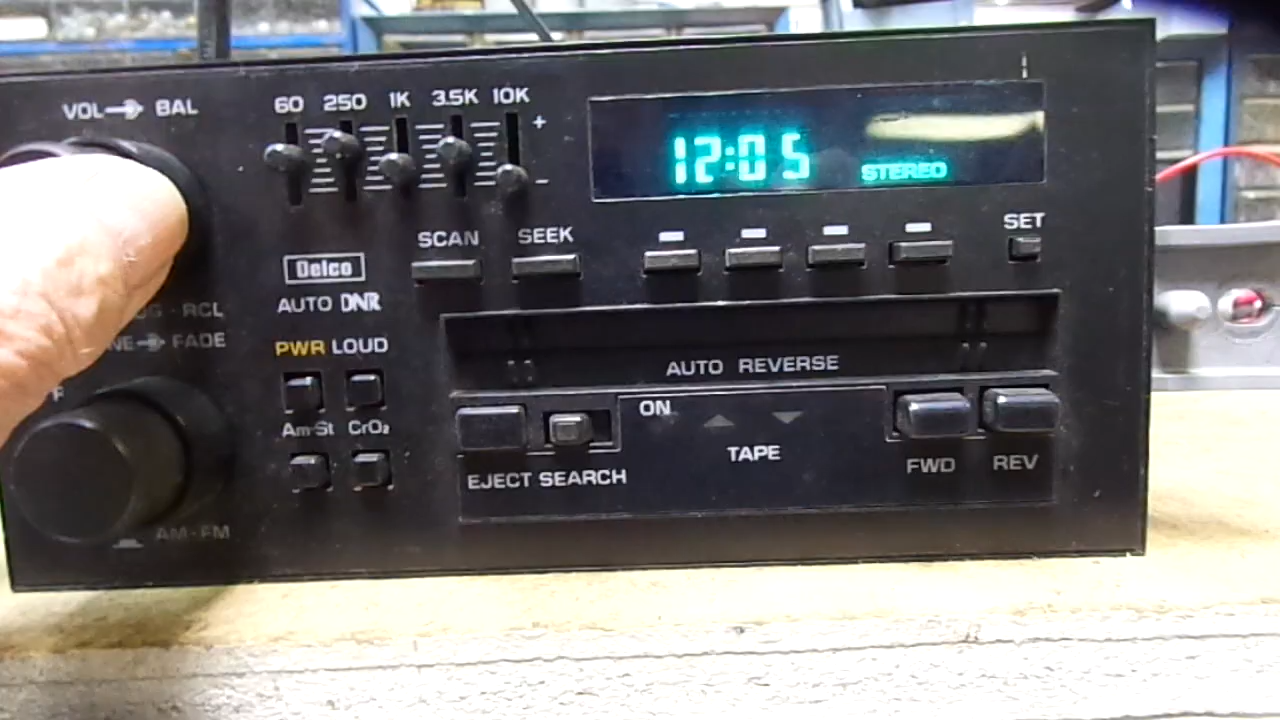 VOL BAL
60 250 1K 3.5K 10K
+
-
12:05
STEREO
SCAN SEEK
SET
Delco
AUTO DNR
RCL
FADE
PWR LOUD
AUTO REVERSE
Am-St CrO₂
ON
TAPE
EJECT SEARCH
FWD REV
AM-FM